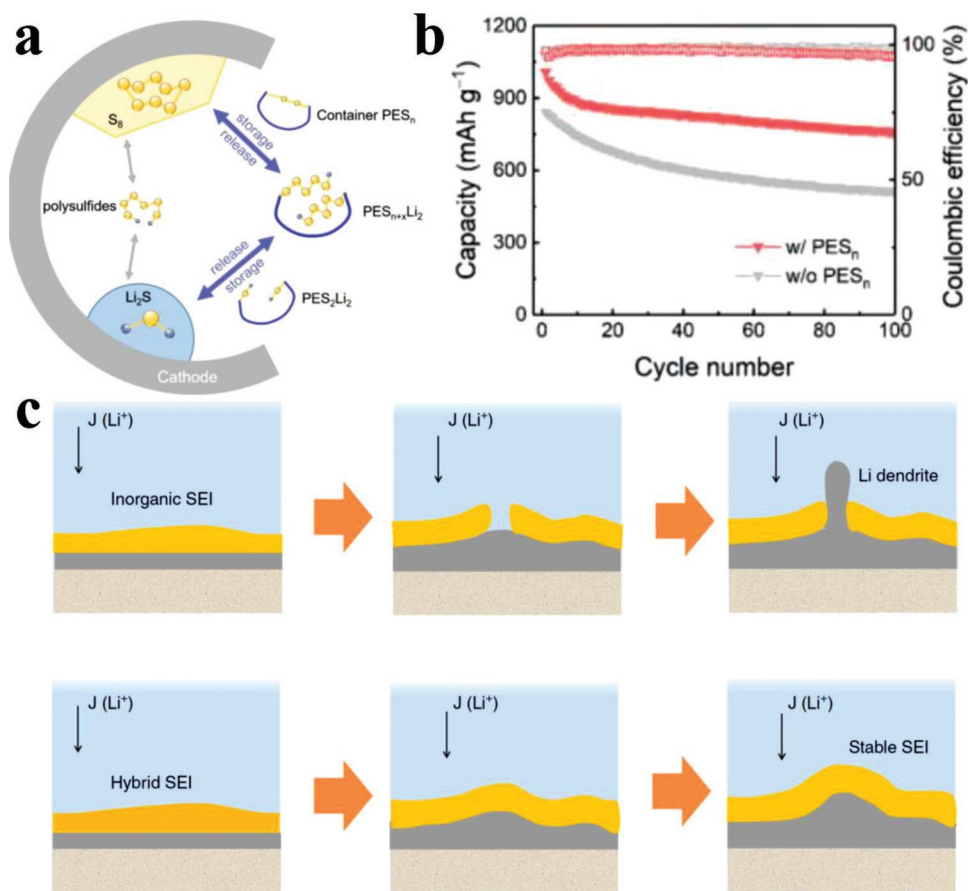 a
S₈
storage
release
Container PESₙ
polysulfides
PESₙ₊ₓLi₂
release
storage
Li₂S
PES₂Li₂
Cathode
b
1200
900
600
300
0
Capacity (mAh g⁻¹)
w/ PESₙ
w/o PESₙ
100
50
0
Coulombic efficiency (%)
0 20 40 60 80 100
Cycle number
c
J (Li⁺)
Inorganic SEI
J (Li⁺)
J (Li⁺)
Li dendrite
J (Li⁺)
Hybrid SEI
J (Li⁺)
J (Li⁺)
Stable SEI